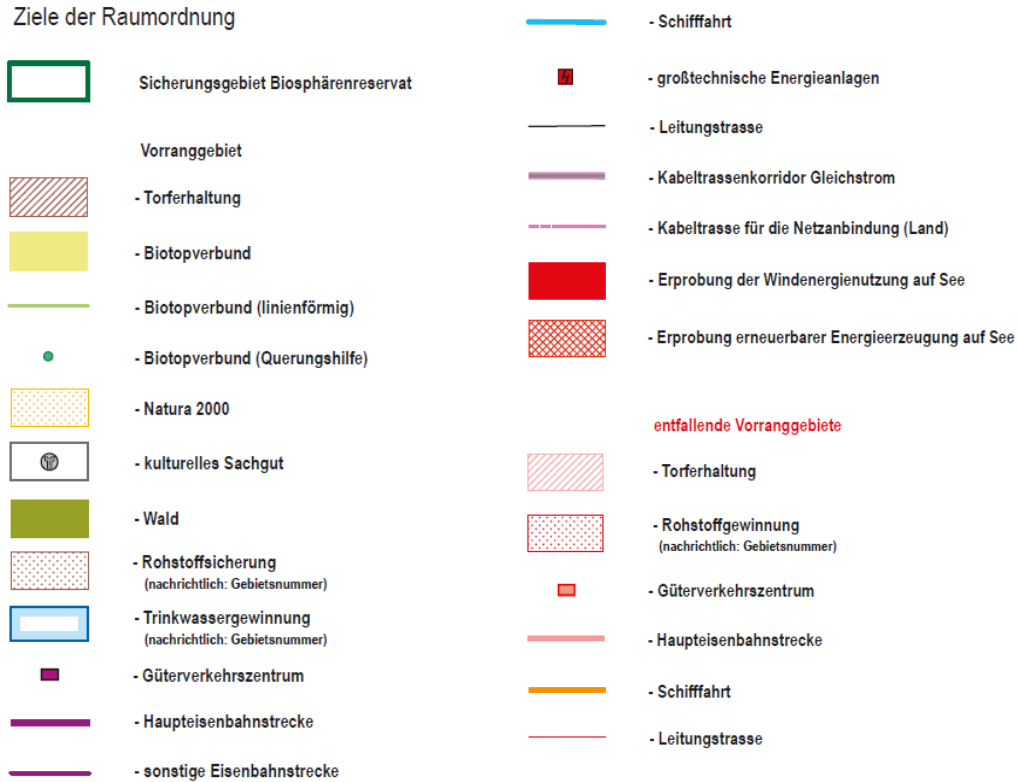 Ziele der Raumordnung
Sicherungsgebiet Biosphärenreservat
Vorranggebiet
- Torferhaltung
- Biotopverbund
- Biotopverbund (linienförmig)
- Biotopverbund (Querungshilfe)
- Natura 2000
- kulturelles Sachgut
- Wald
- Rohstoffsicherung
(nachrichtlich: Gebietsnummer)
- Trinkwassergewinnung
(nachrichtlich: Gebietsnummer)
- Güterverkehrszentrum
- Haupteisenbahnstrecke
- sonstige Eisenbahnstrecke
- Schifffahrt
- großtechnische Energieanlagen
- Leitungstrasse
- Kabeltrassenkorridor Gleichstrom
- Kabeltrasse für die Netzanbindung (Land)
- Erprobung der Windenergienutzung auf See
- Erprobung erneuerbarer Energieerzeugung auf See
entfallende Vorranggebiete
- Torferhaltung
- Rohstoffgewinnung
(nachrichtlich: Gebietsnummer)
- Güterverkehrszentrum
- Haupteisenbahnstrecke
- Schifffahrt
- Leitungstrasse